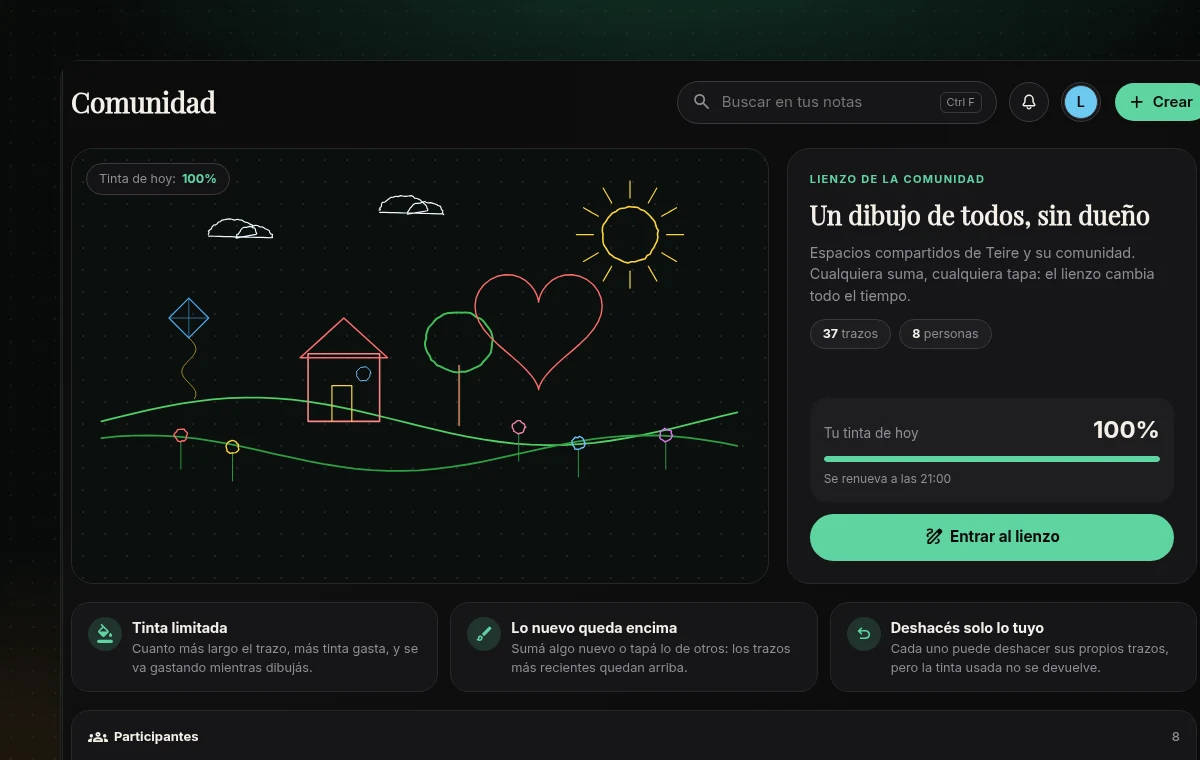 Comunidad
Buscar en tus notas
Ctrl F
L
Crear
Tinta de hoy: 100%
LIENZO DE LA COMUNIDAD
Un dibujo de todos, sin dueño
Espacios compartidos de Teire y su comunidad.
Cualquiera suma, cualquiera tapa: el lienzo cambia
todo el tiempo.
37 trazos
8 personas
Tu tinta de hoy
100%
Se renueva a las 21:00
Entrar al lienzo
Tinta limitada
Cuanto más largo el trazo, más tinta gasta, y se
va gastando mientras dibujás.
Lo nuevo queda encima
Sumá algo nuevo o tapá lo de otros: los trazos
más recientes quedan arriba.
Deshacés solo lo tuyo
Cada uno puede deshacer sus propios trazos,
pero la tinta usada no se devuelve.
Participantes
8